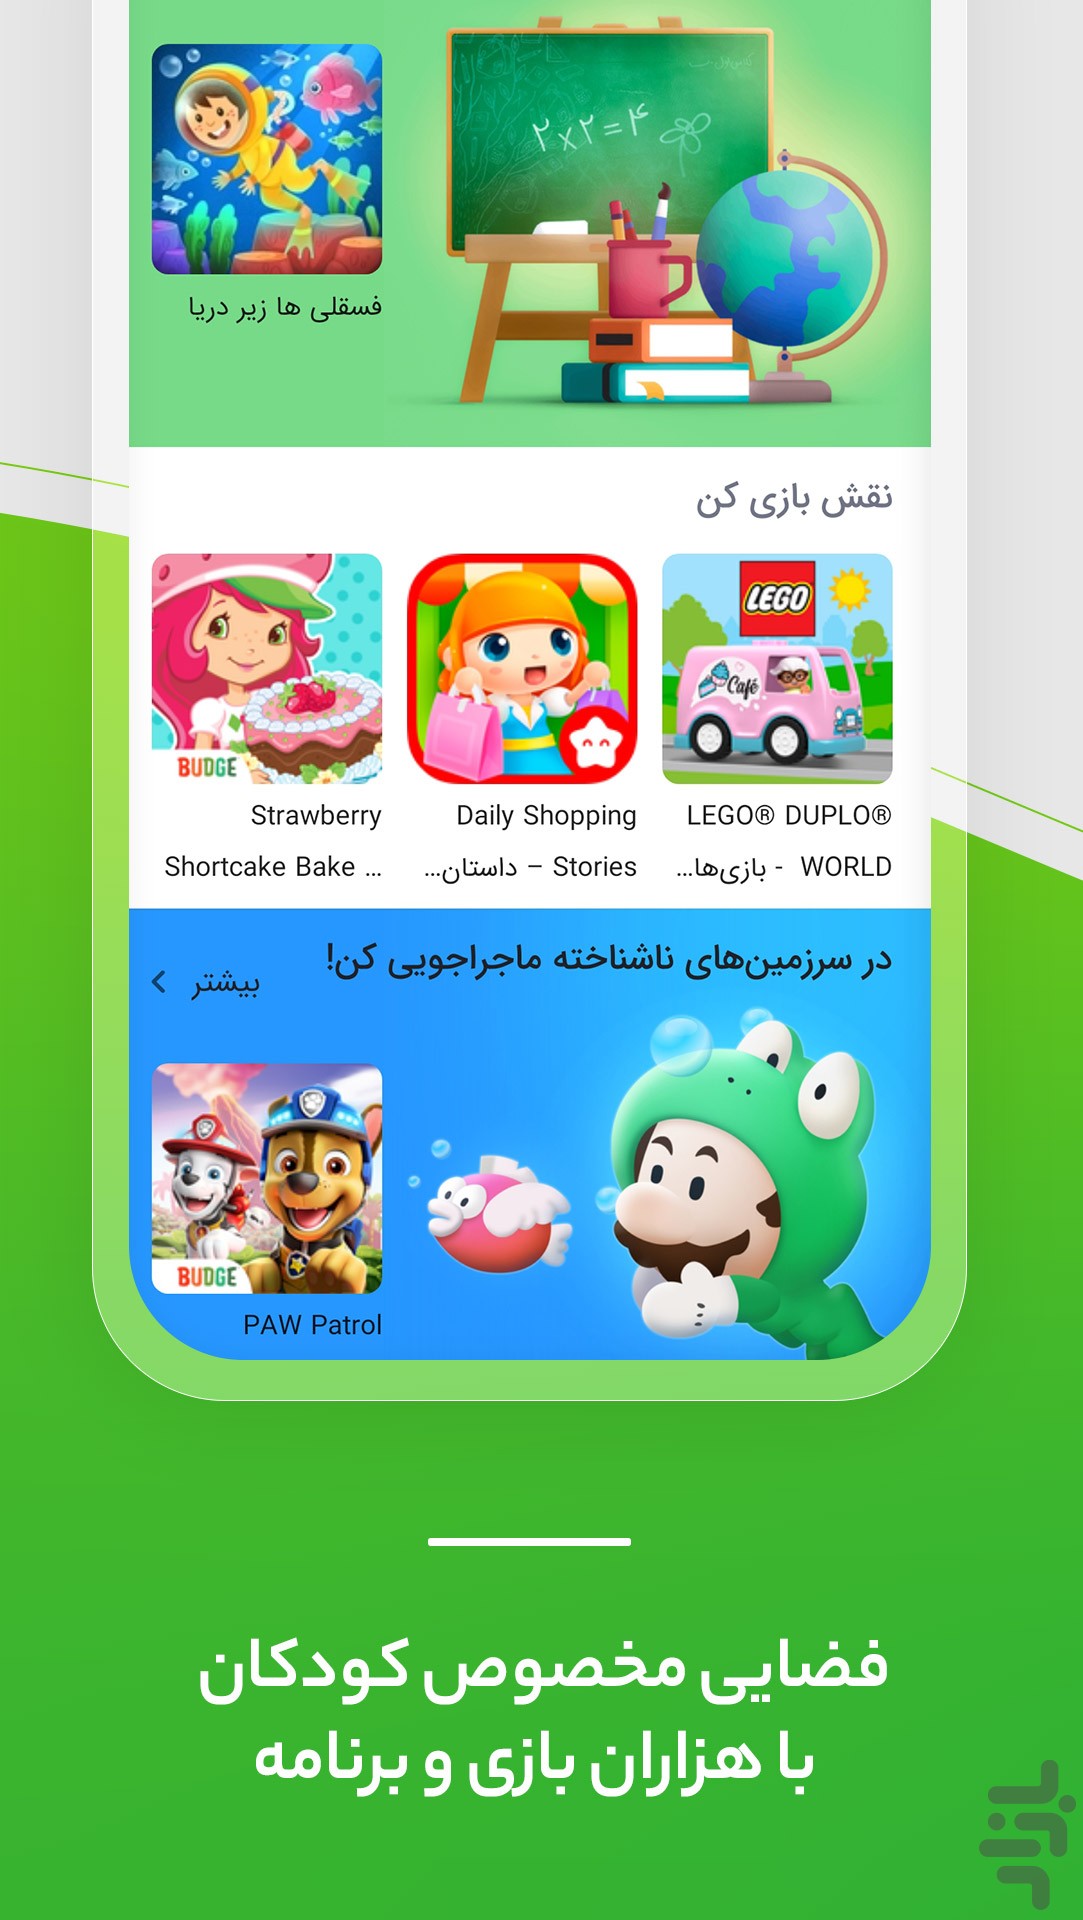 ۲×۲=۴
فسقلی ها زیر دریا
نقش بازی کن
LEGO
Café
BUDGE
LEGO® DUPLO®
WORLD - بازی‌ها...
Daily Shopping
Stories – داستان...
Strawberry
Shortcake Bake ...
در سرزمین‌های ناشناخته ماجراجویی کن!
بیشتر
BUDGE
PAW Patrol
فضایی مخصوص کودکان
با هزاران بازی و برنامه
بازار